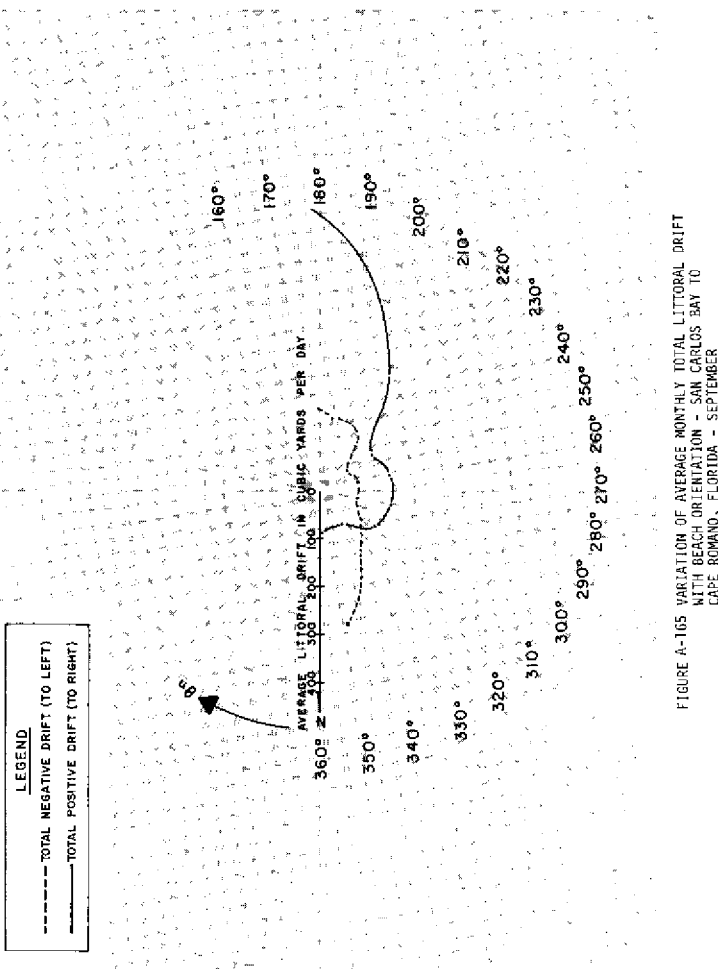 LEGEND
TOTAL NEGATIVE DRIFT (TO LEFT)
TOTAL POSITIVE DRIFT (TO RIGHT)
N
AVERAGE LITTORAL DRIFT IN CUBIC YARDS PER DAY
400 300 200 100 0
360°
350°
340°
330°
320°
310°
300°
290°
280°
270°
260°
250°
240°
230°
220°
210°
200°
190°
180°
170°
160°
FIGURE A-165 VARIATION OF AVERAGE MONTHLY TOTAL LITTORAL DRIFT
WITH BEACH ORIENTATION - SAN CARLOS BAY TO
CAPE ROMANO, FLORIDA - SEPTEMBER